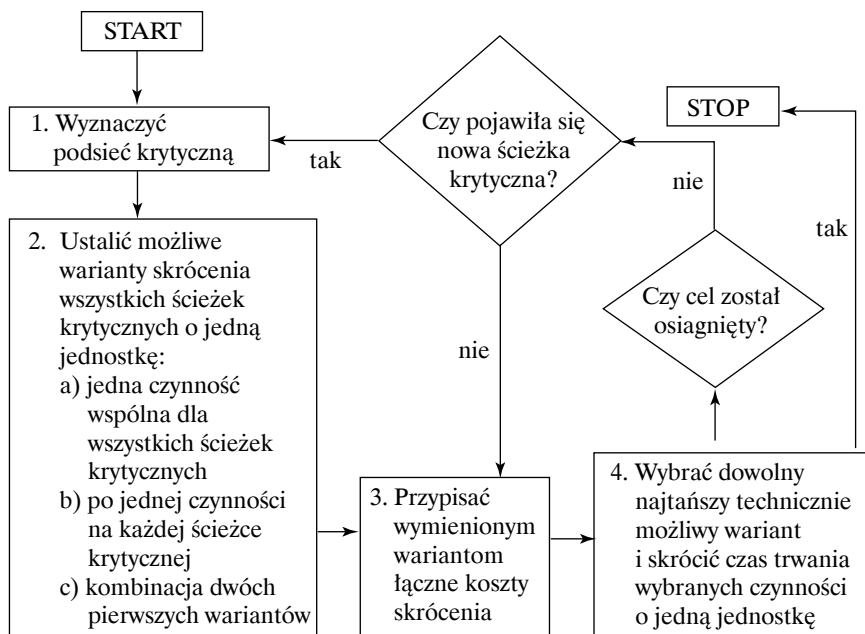 START
1. Wyznaczyć
podsieć krytyczną
2. Ustalić możliwe
warianty skrócenia
wszystkich ścieżek
krytycznych o jedną
jednostkę:
a) jedna czynność
wspólna dla
wszystkich ścieżek
krytycznych
b) po jednej czynności
na każdej ścieżce
krytycznej
c) kombinacja dwóch
pierwszych wariantów
3. Przypisać
wymienionym
wariantom
łączne koszty
skrócenia
4. Wybrać dowolny
najtańszy technicznie
możliwy wariant
i skrócić czas trwania
wybranych czynności
o jedną jednostkę
Czy cel został
osiagnięty?
nie
tak
STOP
Czy pojawiła się
nowa ścieżka
krytyczna?
tak
nie